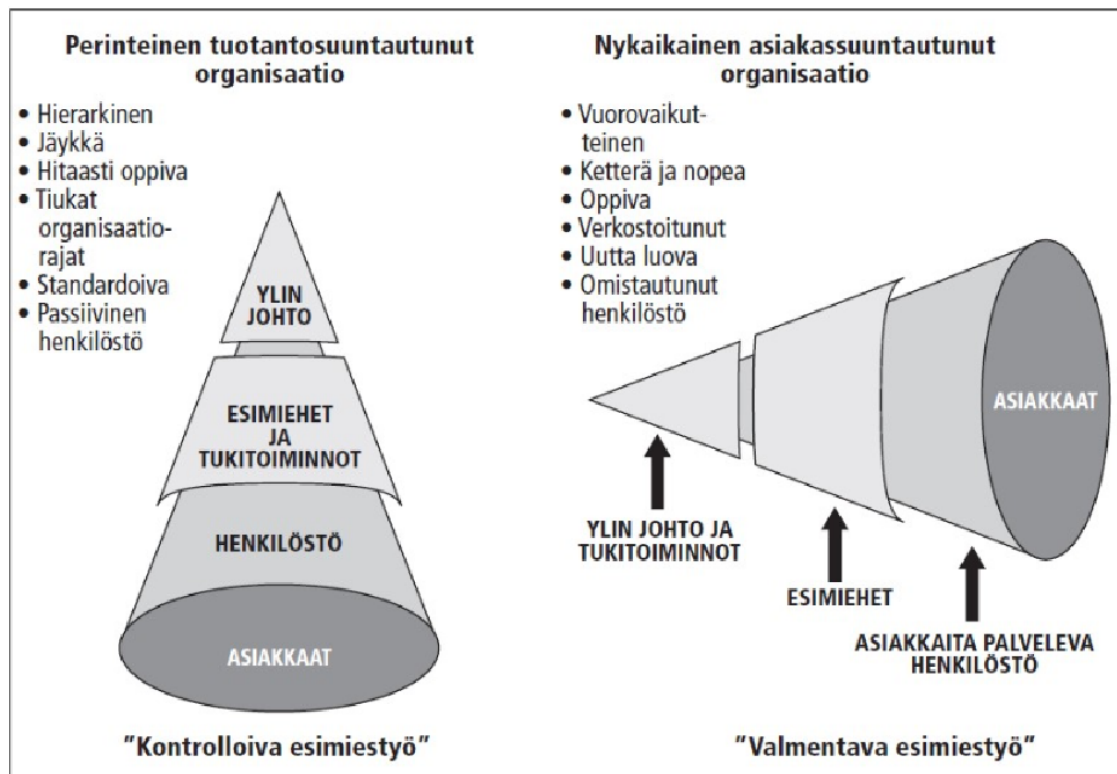 Perinteinen tuotantosuuntautunut
organisaatio
• Hierarkinen
• Jäykkä
• Hitaasti oppiva
• Tiukat
organisaatio-
rajat
• Standardoiva
• Passiivinen
henkilöstö
YLIN
JOHTO
ESIMIEHET
JA
TUKITOIMINNOT
HENKILÖSTÖ
ASIAKKAAT
"Kontrolloiva esimiestyö"
Nykaikainen asiakassuuntautunut
organisaatio
• Vuorovaikut-
teinen
• Ketterä ja nopea
• Oppiva
• Verkostoitunut
• Uutta luova
• Omistautunut
henkilöstö
ASIAKKAAT
YLIN JOHTO JA
TUKITOIMINNOT
ESIMIEHET
ASIAKKAITA PALVELEVA
HENKILÖSTÖ
"Valmentava esimiestyö"